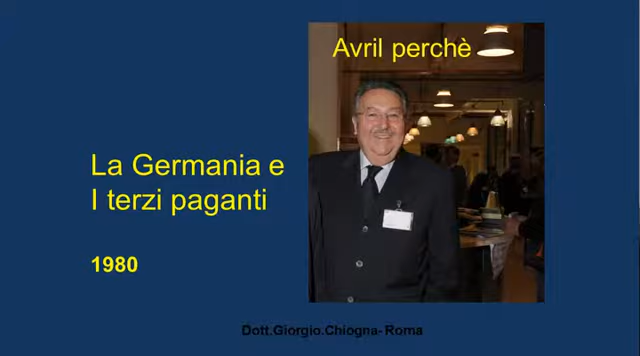 Avril perchè
La Germania e
I terzi paganti
1980
Dott.Giorgio.Chiogna-Roma